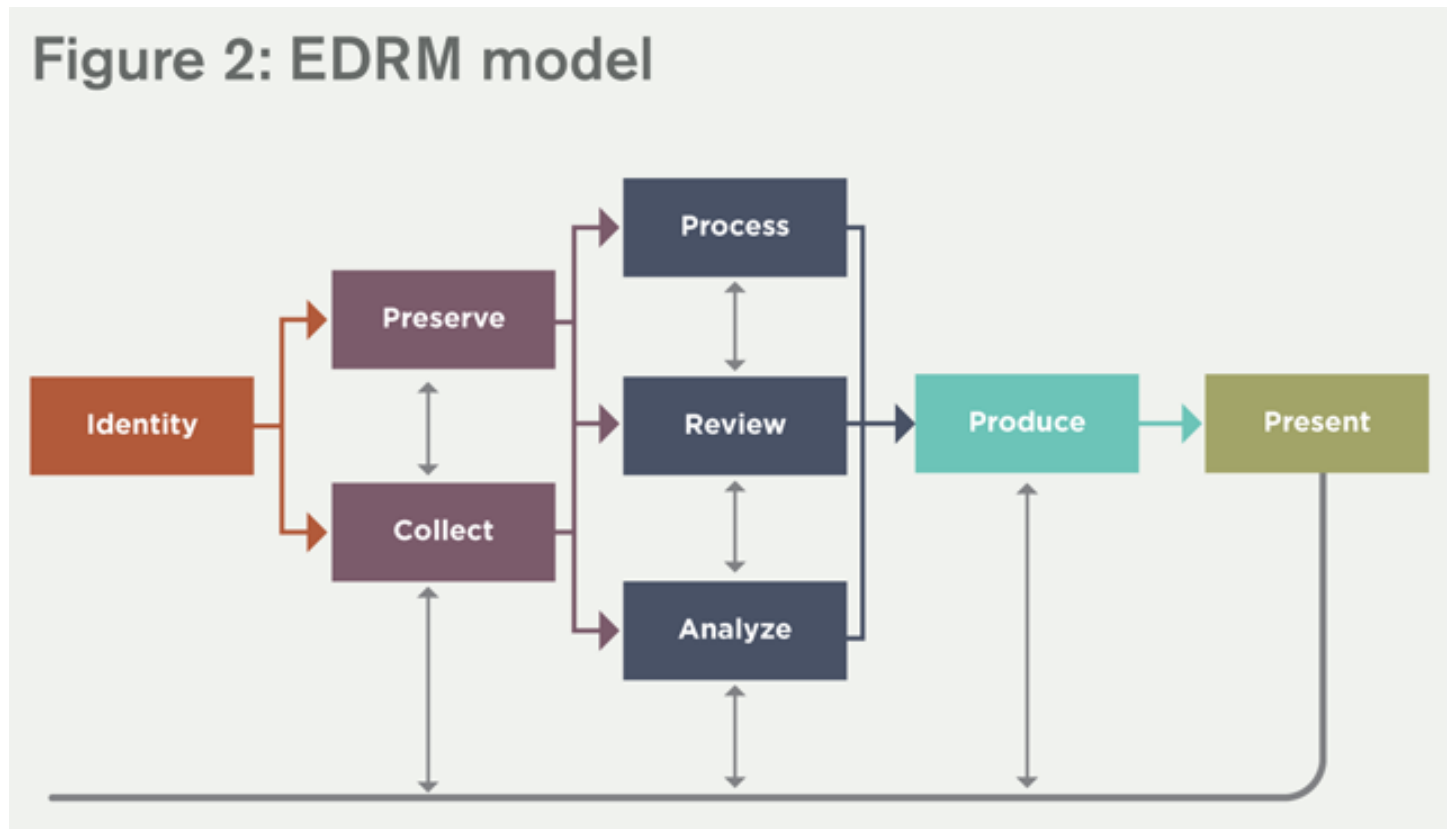 Figure 2: EDRM model
Identity
Preserve
Collect
Process
Review
Analyze
Produce
Present